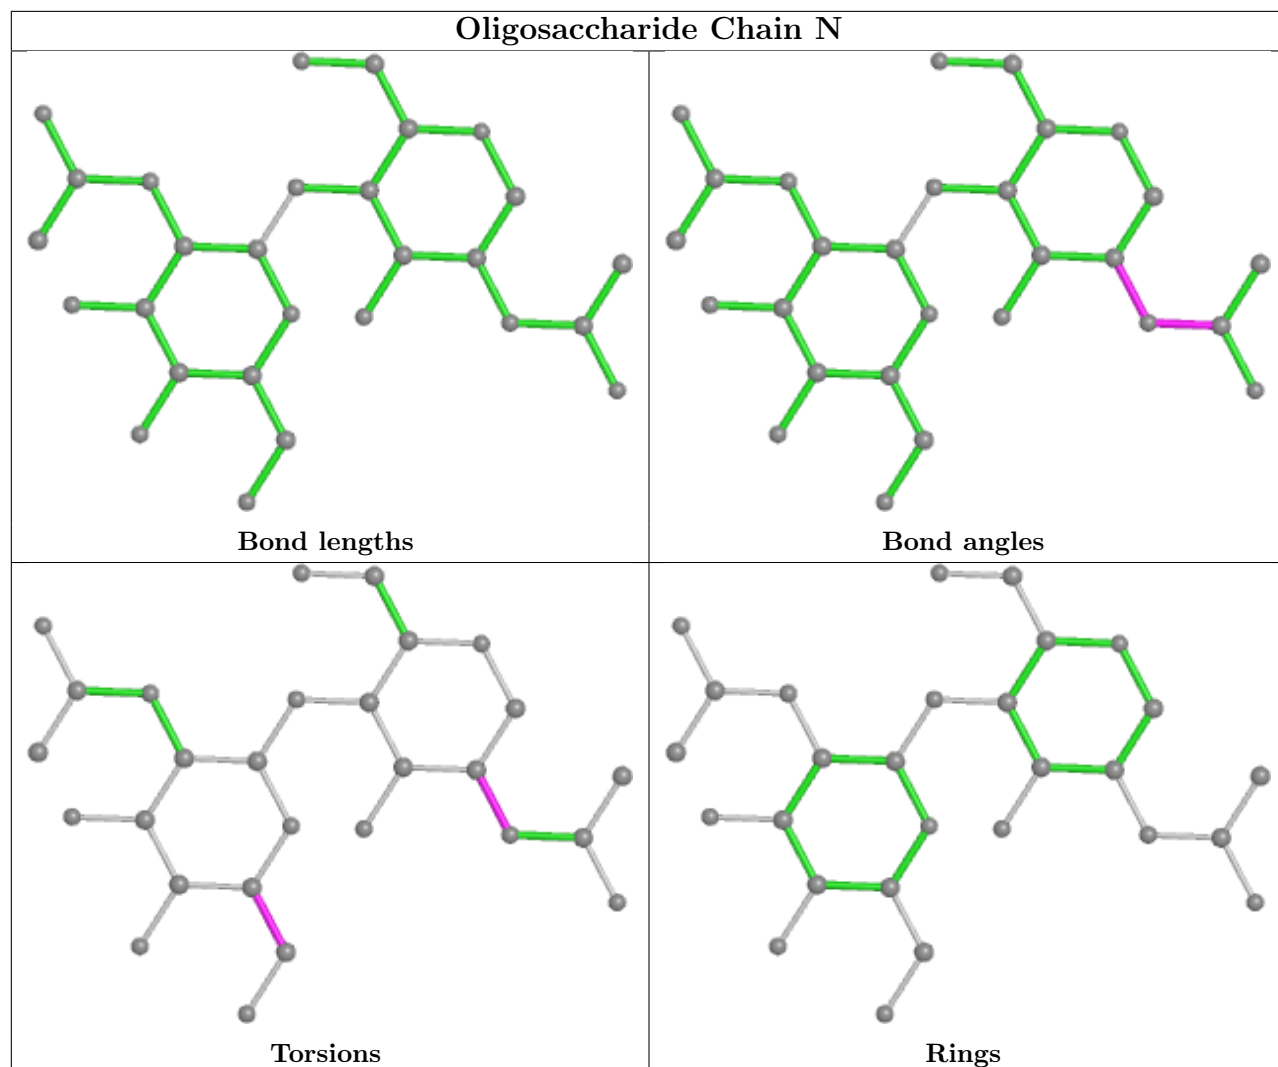 Oligosaccharide Chain N
Bond lengths
Bond angles
Torsions
Rings